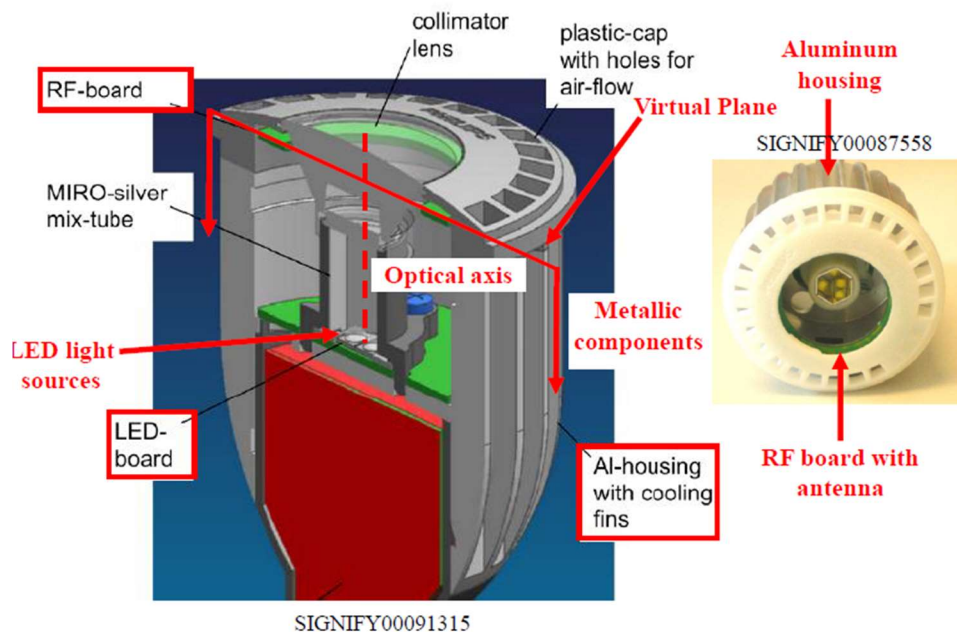 collimator
lens
plastic-cap
with holes for
air-flow
Aluminum
housing
RF-board
Virtual Plane
SIGNIFY00087558
MIRO-silver
mix-tube
Optical axis
Metallic
components
LED light
sources
LED-
board
Al-housing
with cooling
fins
RF board with
antenna
SIGNIFY00091315